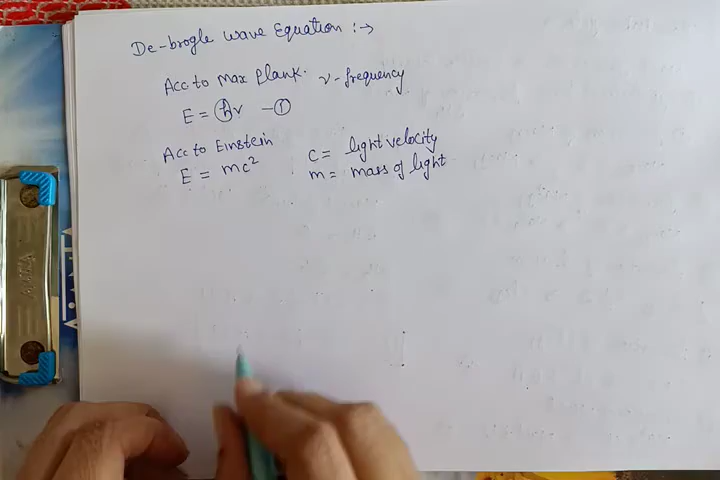 De-brogle wave Equation :→
Acc to Max plank. ν - frequency
E = hν - ①
Acc to Einstein
E = mc²
c = light velocity
m = mass of light